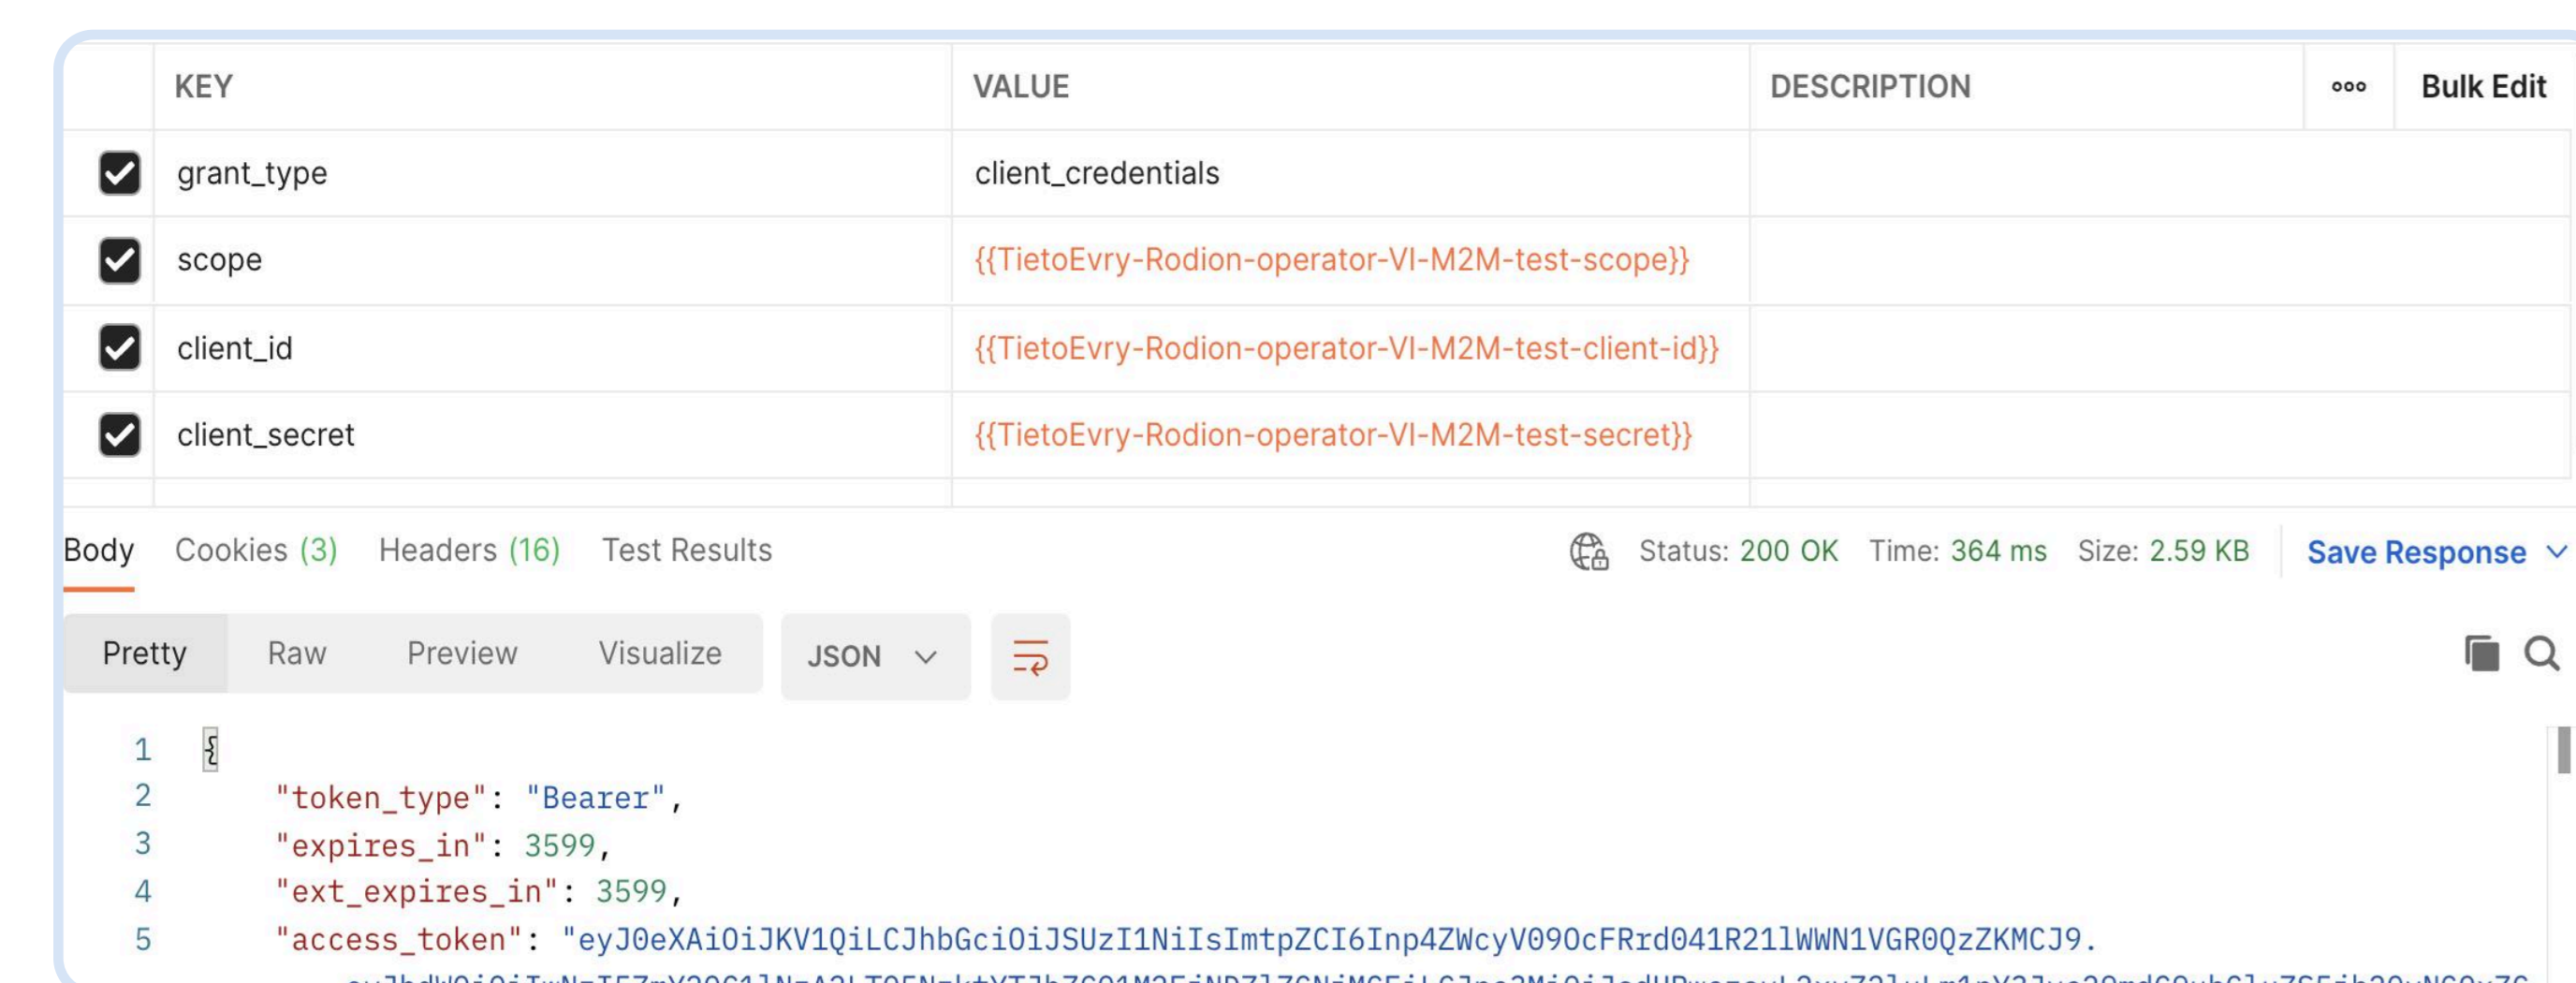 KEY VALUE DESCRIPTION ooo Bulk Edit
grant_type client_credentials
scope {{TietoEvry-Rodion-operator-VI-M2M-test-scope}}
client_id {{TietoEvry-Rodion-operator-VI-M2M-test-client-id}}
client_secret {{TietoEvry-Rodion-operator-VI-M2M-test-secret}}
Body Cookies (3) Headers (16) Test Results Status: 200 OK Time: 364 ms Size: 2.59 KB Save Response
Pretty Raw Preview Visualize JSON
1 {
2 "token_type": "Bearer",
3 "expires_in": 3599,
4 "ext_expires_in": 3599,
5 "access_token": "eyJ0eXAiOiJKV1QiLCJhbGciOiJSUzI1NiIsImtpZCI6Inp4ZWcyV09OcFRrd041R21lWWN1VGR0QzZKMCJ9.